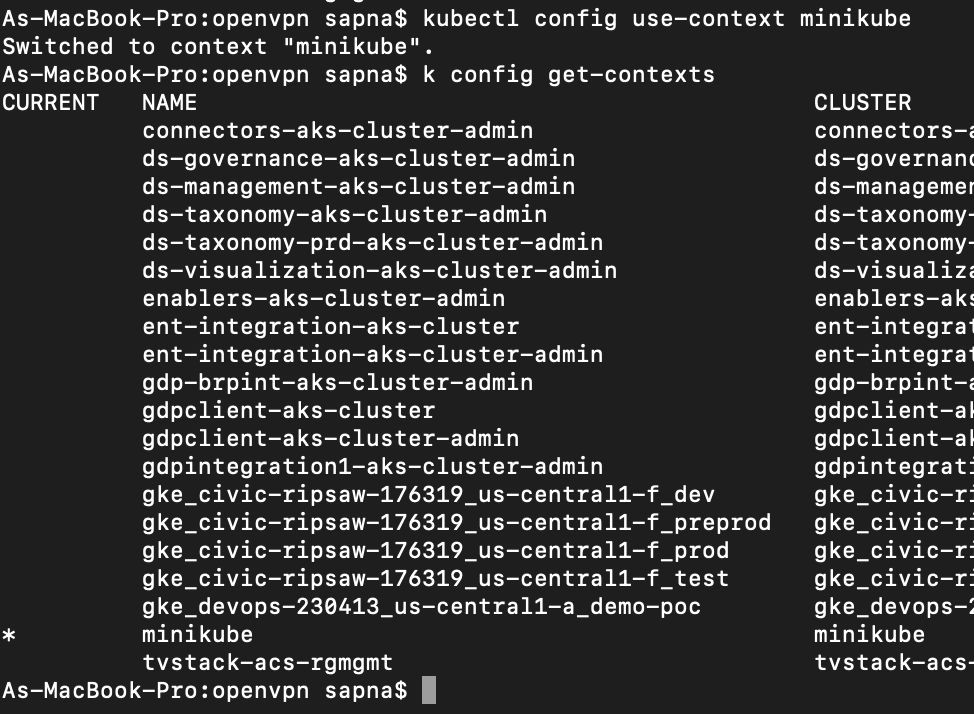 As-MacBook-Pro:openvpn sapna$ kubectl config use-context minikube
Switched to context "minikube".
As-MacBook-Pro:openvpn sapna$ k config get-contexts
CURRENT   NAME                                            CLUSTER
          connectors-aks-cluster-admin                    connectors-a
          ds-governance-aks-cluster-admin                 ds-governanc
          ds-management-aks-cluster-admin                 ds-managemen
          ds-taxonomy-aks-cluster-admin                   ds-taxonomy-
          ds-taxonomy-prd-aks-cluster-admin               ds-taxonomy-
          ds-visualization-aks-cluster-admin              ds-visualiza
          enablers-aks-cluster-admin                      enablers-aks
          ent-integration-aks-cluster                     ent-integrat
          ent-integration-aks-cluster-admin               ent-integrat
          gdp-brpint-aks-cluster-admin                    gdp-brpint-a
          gdpclient-aks-cluster                           gdpclient-ak
          gdpclient-aks-cluster-admin                     gdpclient-ak
          gdpintegration1-aks-cluster-admin               gdpintegrati
          gke_civic-ripsaw-176319_us-central1-f_dev       gke_civic-ri
          gke_civic-ripsaw-176319_us-central1-f_preprod   gke_civic-ri
          gke_civic-ripsaw-176319_us-central1-f_prod      gke_civic-ri
          gke_civic-ripsaw-176319_us-central1-f_test      gke_civic-ri
          gke_devops-230413_us-central1-a_demo-poc        gke_devops-2
*         minikube                                        minikube
          tvstack-acs-rgmgmt                              tvstack-acs-
As-MacBook-Pro:openvpn sapna$